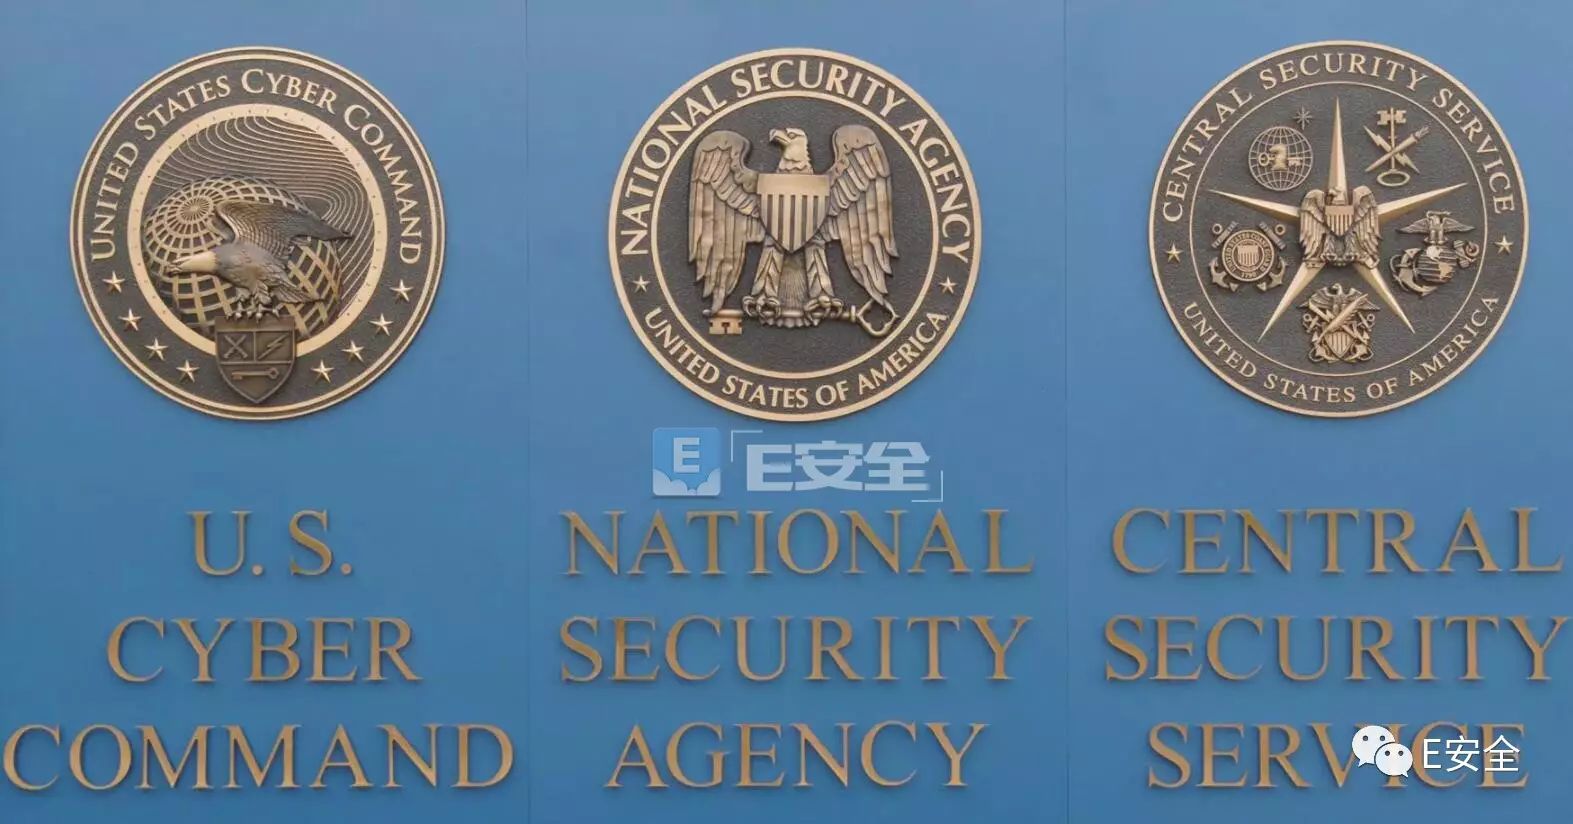 UNITED STATES CYBER COMMAND
NATIONAL SECURITY AGENCY
UNITED STATES OF AMERICA
CENTRAL SECURITY SERVICE
UNITED STATES OF AMERICA
E
E安全
U. S.
CYBER
COMMAND
NATIONAL
SECURITY
AGENCY
CENTRAL
SECURITY
SERVICE
E安全